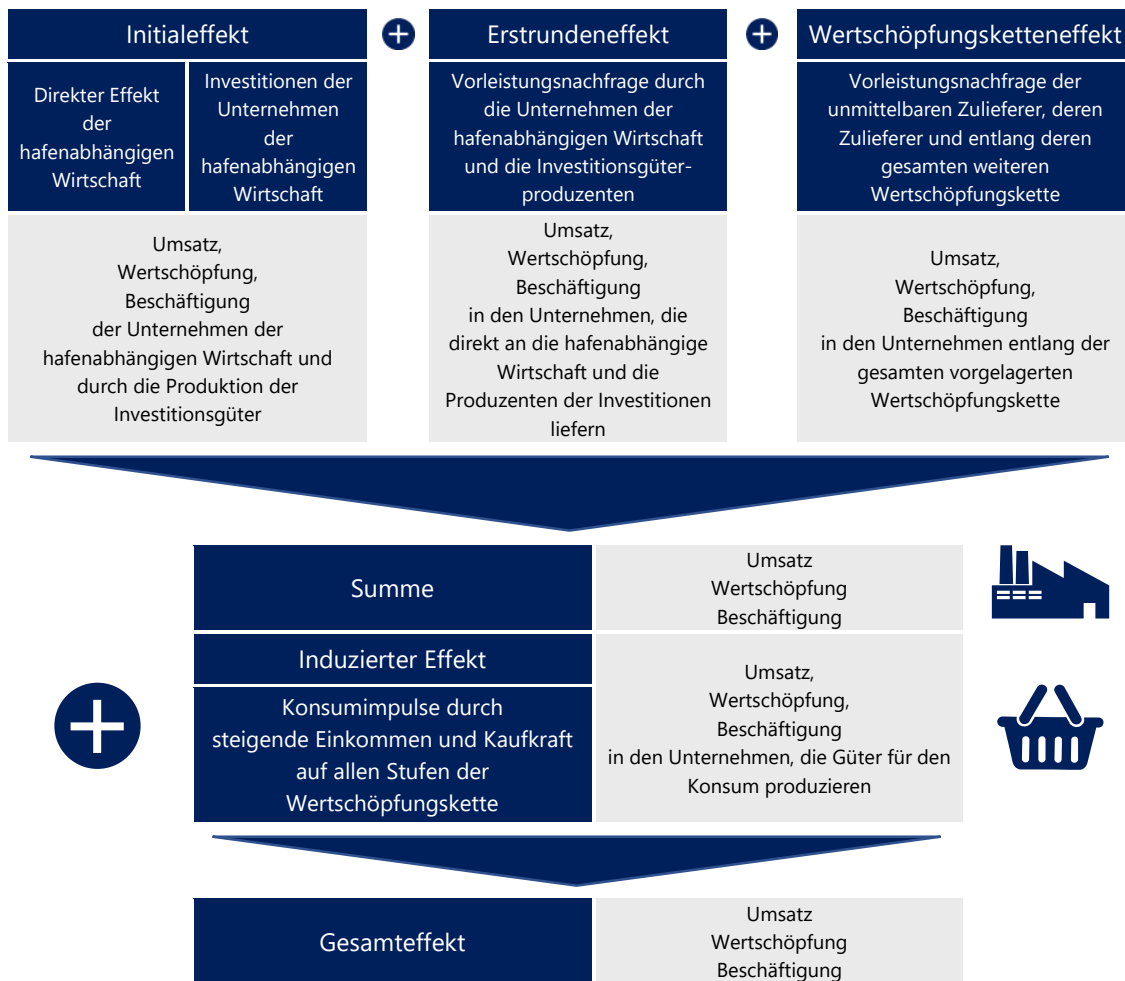 Initialeffekt
Erstrundeneffekt
Wertschöpfungsketteneffekt
Direkter Effekt
der
hafenabhängigen
Wirtschaft
Investitionen der
Unternehmen
der
hafenabhängigen
Wirtschaft
Vorleistungsnachfrage durch
die Unternehmen der
hafenabhängigen Wirtschaft
und die Investitionsgüter-
produzenten
Vorleistungsnachfrage der
unmittelbaren Zulieferer, deren
Zulieferer und entlang deren
gesamten weiteren
Wertschöpfungskette
Umsatz,
Wertschöpfung,
Beschäftigung
der Unternehmen der
hafenabhängigen Wirtschaft und
durch die Produktion der
Investitionsgüter
Umsatz,
Wertschöpfung,
Beschäftigung
in den Unternehmen, die
direkt an die hafenabhängige
Wirtschaft und die
Produzenten der Investitionen
liefern
Umsatz,
Wertschöpfung,
Beschäftigung
in den Unternehmen entlang der
gesamten vorgelagerten
Wertschöpfungskette
Summe
Umsatz
Wertschöpfung
Beschäftigung
Induzierter Effekt
Konsumimpulse durch
steigende Einkommen und Kaufkraft
auf allen Stufen der
Wertschöpfungskette
Umsatz,
Wertschöpfung,
Beschäftigung
in den Unternehmen, die Güter für den
Konsum produzieren
Gesamteffekt
Umsatz
Wertschöpfung
Beschäftigung